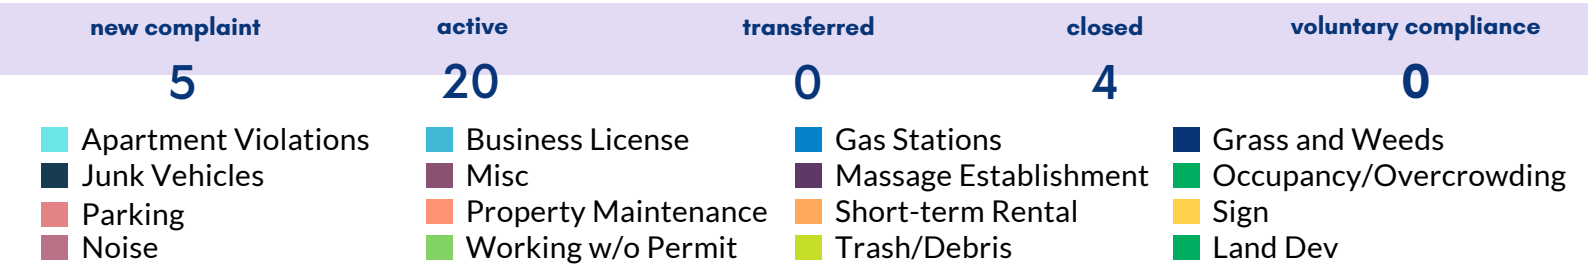 new complaint active transferred closed voluntary compliance
5 20 0 4 0
Apartment Violations Business License Gas Stations Grass and Weeds
Junk Vehicles Misc Massage Establishment Occupancy/Overcrowding
Parking Property Maintenance Short-term Rental Sign
Noise Working w/o Permit Trash/Debris Land Dev